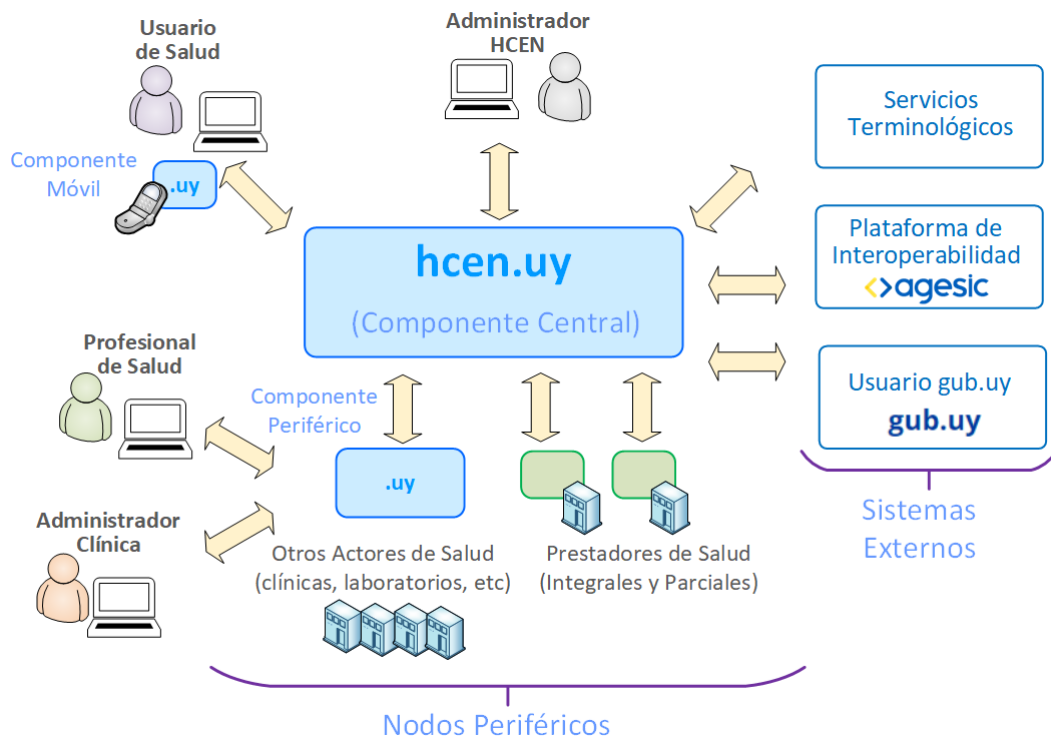 Usuario
de Salud
Administrador
HCEN
Servicios
Terminológicos
Componente
Móvil
.uy
hcen.uy
(Componente Central)
Plataforma de
Interoperabilidad
agesic
Profesional
de Salud
Componente
Periférico
Usuario gub.uy
gub.uy
.uy
Administrador
Clínica
Otros Actores de Salud
(clínicas, laboratorios, etc)
Prestadores de Salud
(Integrales y Parciales)
Sistemas
Externos
Nodos Periféricos